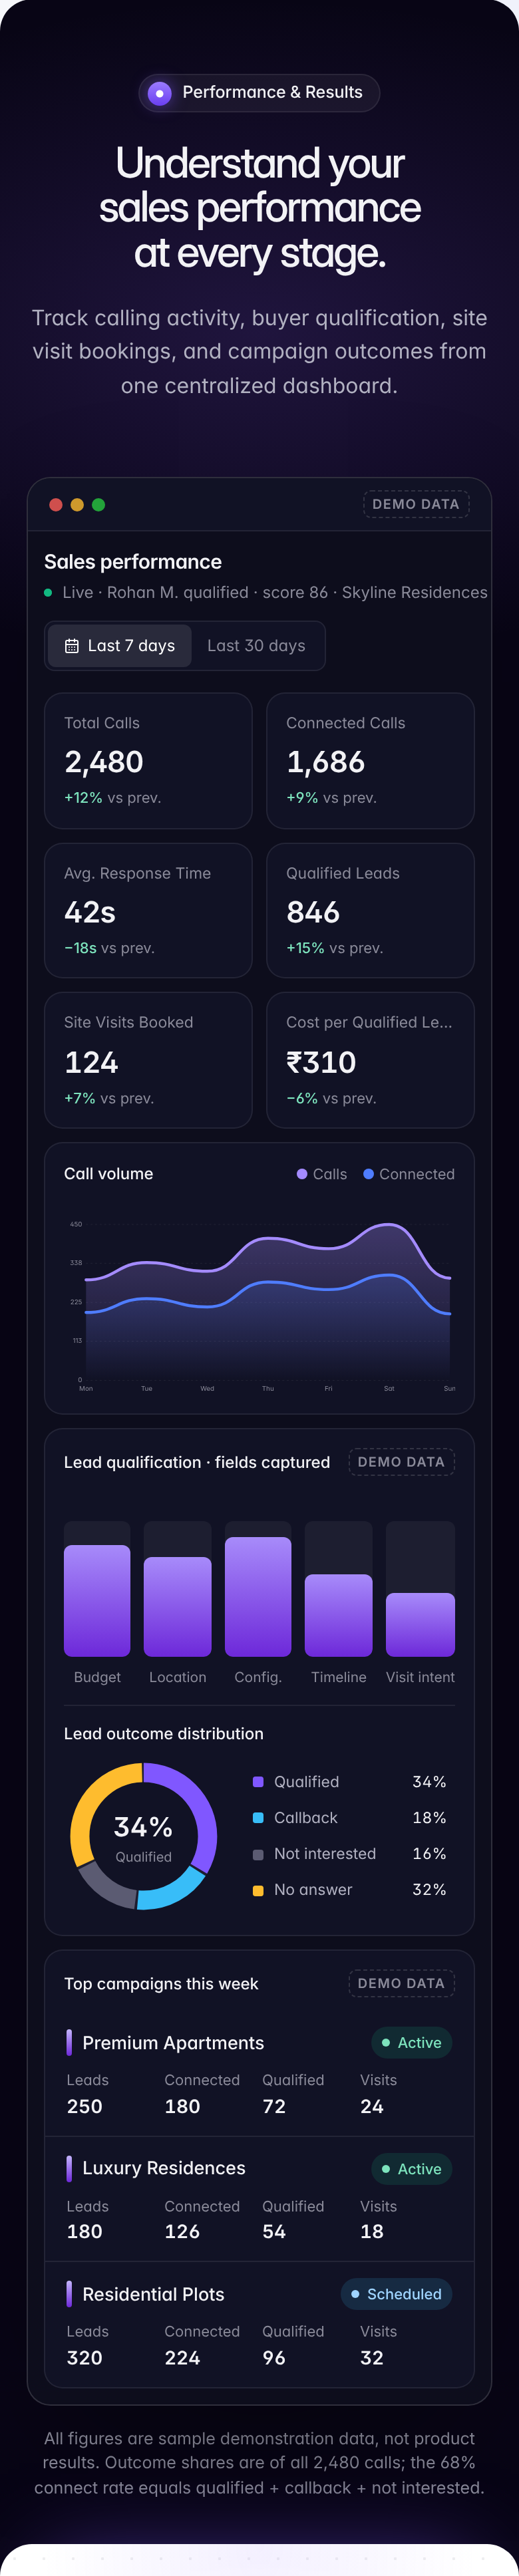 Performance & Results
Understand your
sales performance
at every stage.
Track calling activity, buyer qualification, site
visit bookings, and campaign outcomes from
one centralized dashboard.
DEMO DATA
Sales performance
Live · Rohan M. qualified · score 86 · Skyline Residences
Last 7 days Last 30 days
Total Calls Connected Calls
2,480 1,686
+12% vs prev. +9% vs prev.
Avg. Response Time Qualified Leads
42s 846
−18s vs prev. +15% vs prev.
Site Visits Booked Cost per Qualified Le...
124 ₹310
+7% vs prev. −6% vs prev.
Call volume Calls Connected
450
338
225
113
0
Mon Tue Wed Thu Fri Sat Sun
Lead qualification · fields captured DEMO DATA
Budget Location Config. Timeline Visit intent
Lead outcome distribution
34%
Qualified
Qualified 34%
Callback 18%
Not interested 16%
No answer 32%
Top campaigns this week DEMO DATA
Premium Apartments Active
Leads Connected Qualified Visits
250 180 72 24
Luxury Residences Active
Leads Connected Qualified Visits
180 126 54 18
Residential Plots Scheduled
Leads Connected Qualified Visits
320 224 96 32
All figures are sample demonstration data, not product
results. Outcome shares are of all 2,480 calls; the 68%
connect rate equals qualified + callback + not interested.